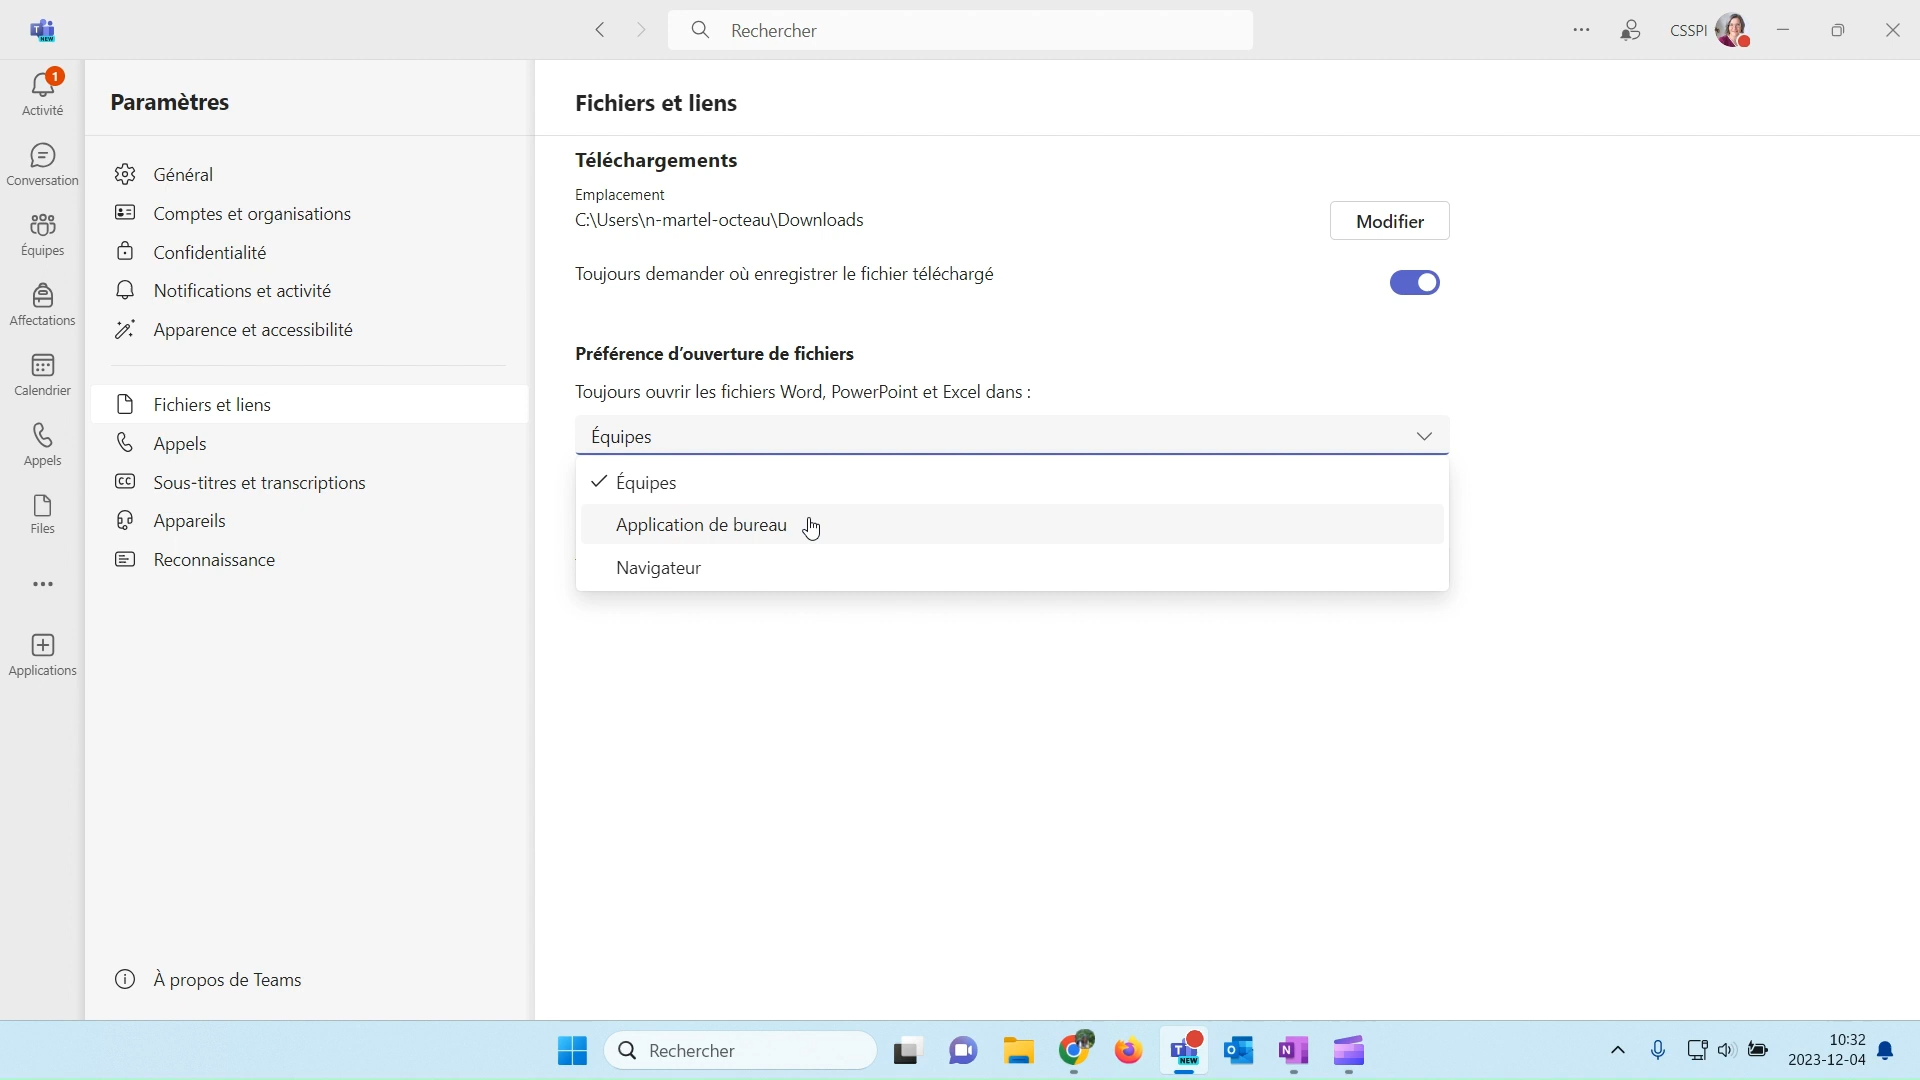 Rechercher
CSSPI
1
Activité
Conversation
Équipes
Affectations
Calendrier
Appels
Files
Applications
Paramètres
Général
Comptes et organisations
Confidentialité
Notifications et activité
Apparence et accessibilité
Fichiers et liens
Appels
CC Sous-titres et transcriptions
Appareils
Reconnaissance
À propos de Teams
Fichiers et liens
Téléchargements
Emplacement
C:\Users\n-martel-octeau\Downloads
Modifier
Toujours demander où enregistrer le fichier téléchargé
Préférence d’ouverture de fichiers
Toujours ouvrir les fichiers Word, PowerPoint et Excel dans :
Équipes
Équipes
Application de bureau
Navigateur
Rechercher
10:32
2023-12-04